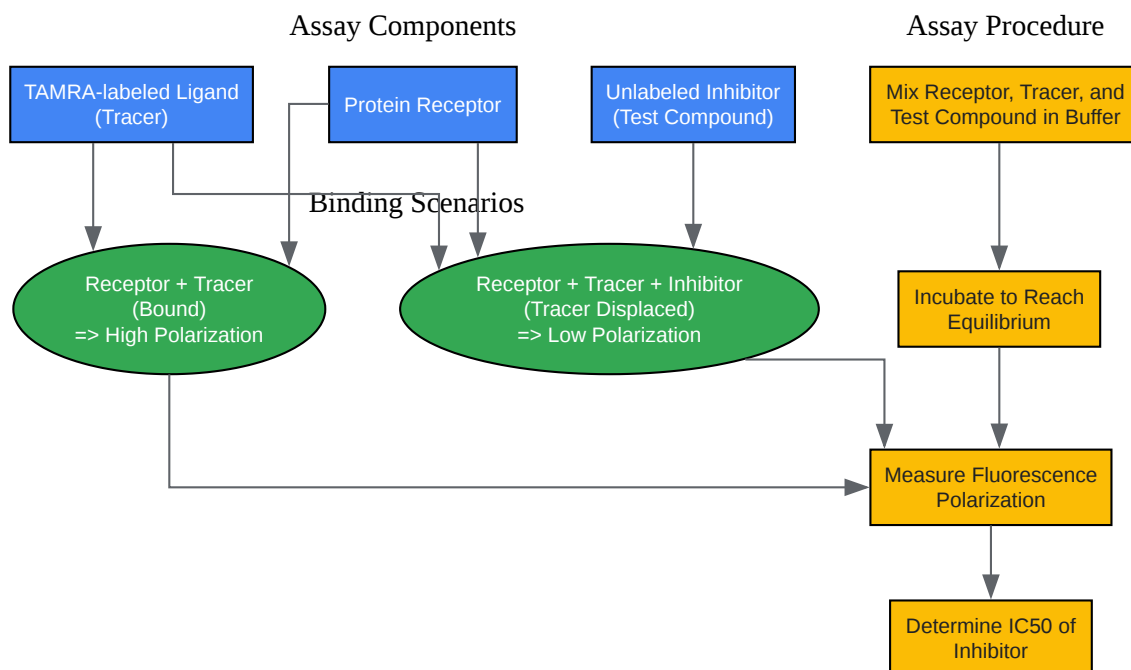 Assay Components
Assay Procedure
TAMRA-labeled Ligand
(Tracer)
Protein Receptor
Unlabeled Inhibitor
(Test Compound)
Mix Receptor, Tracer, and
Test Compound in Buffer
Binding Scenarios
Receptor + Tracer
(Bound)
=> High Polarization
Receptor + Tracer + Inhibitor
(Tracer Displaced)
=> Low Polarization
Incubate to Reach
Equilibrium
Measure Fluorescence
Polarization
Determine IC50 of
Inhibitor